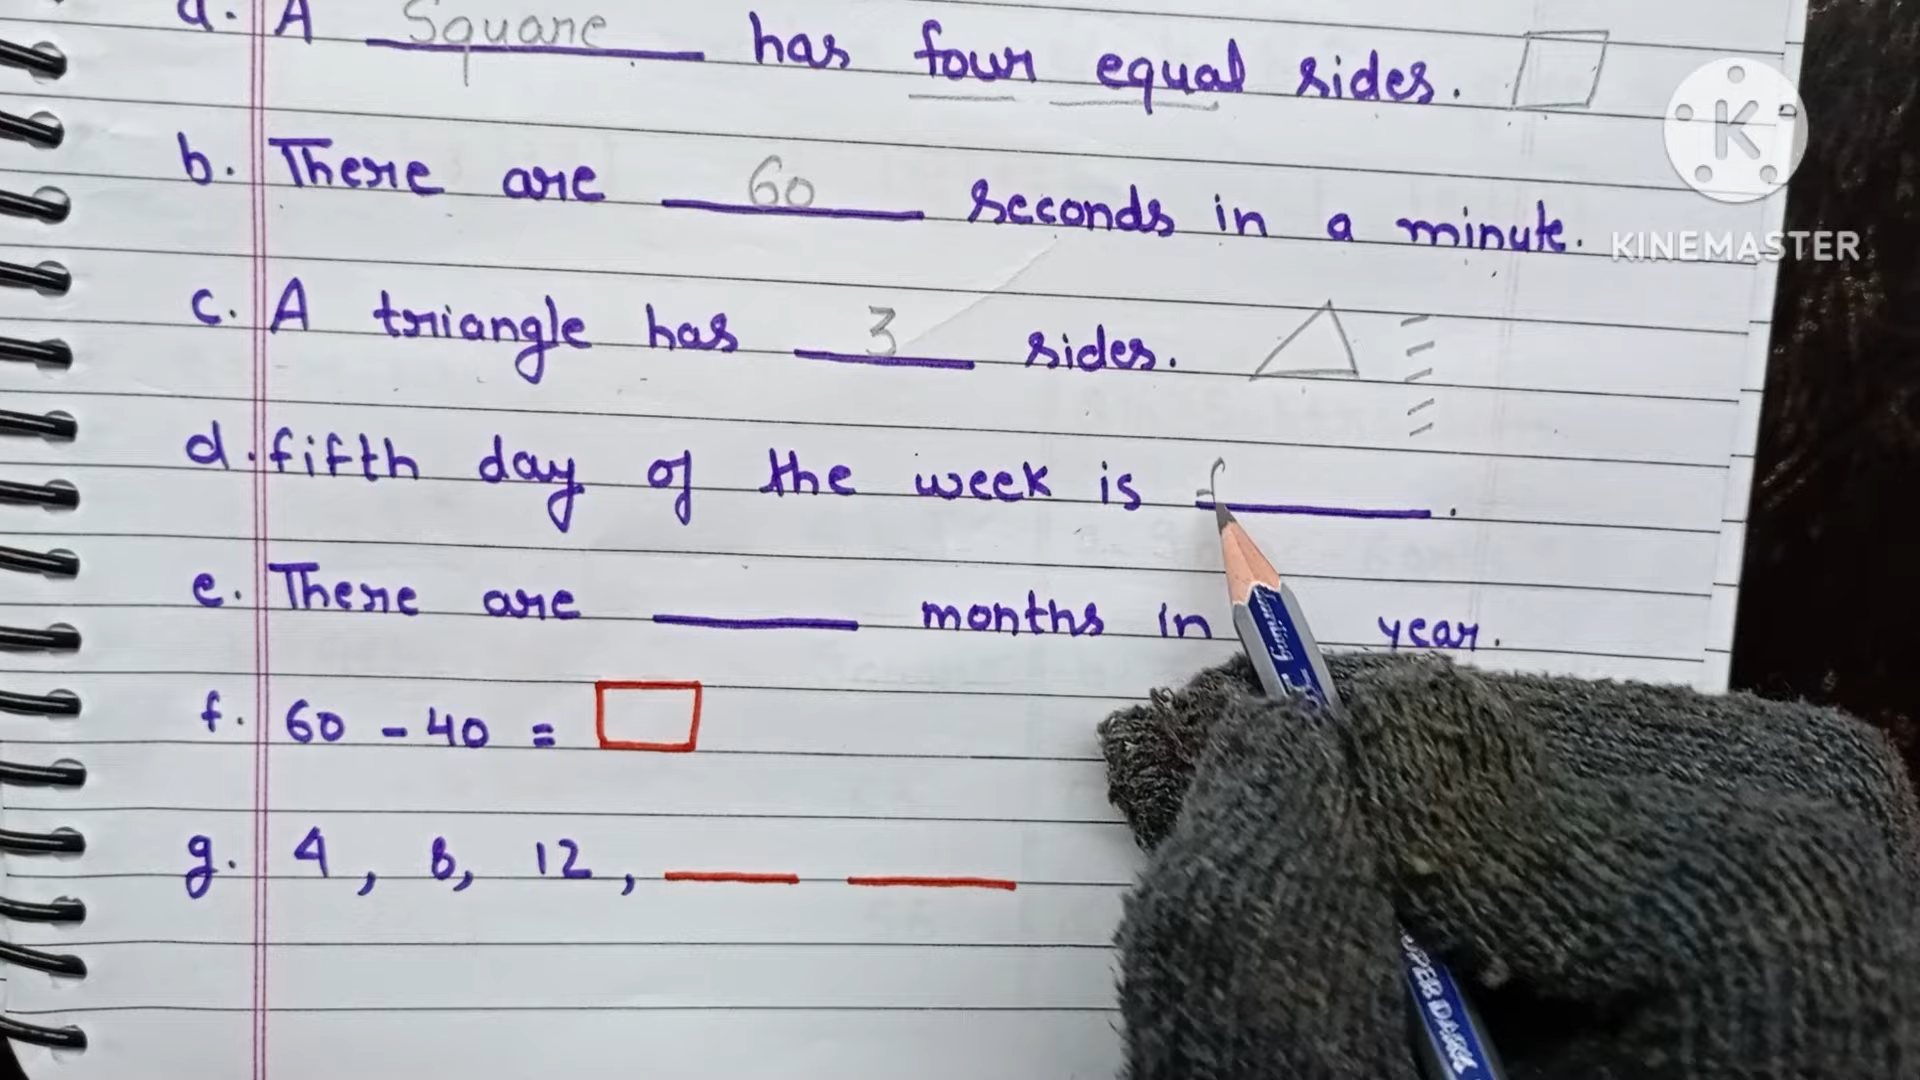 a. A Square has four equal sides.
b. There are 60 seconds in a minute.
KINEMASTER
c. A triangle has 3 sides.
d. fifth day of the week is f .
e. There are months in year.
f. 60 - 40 =
g. 4, 8, 12,